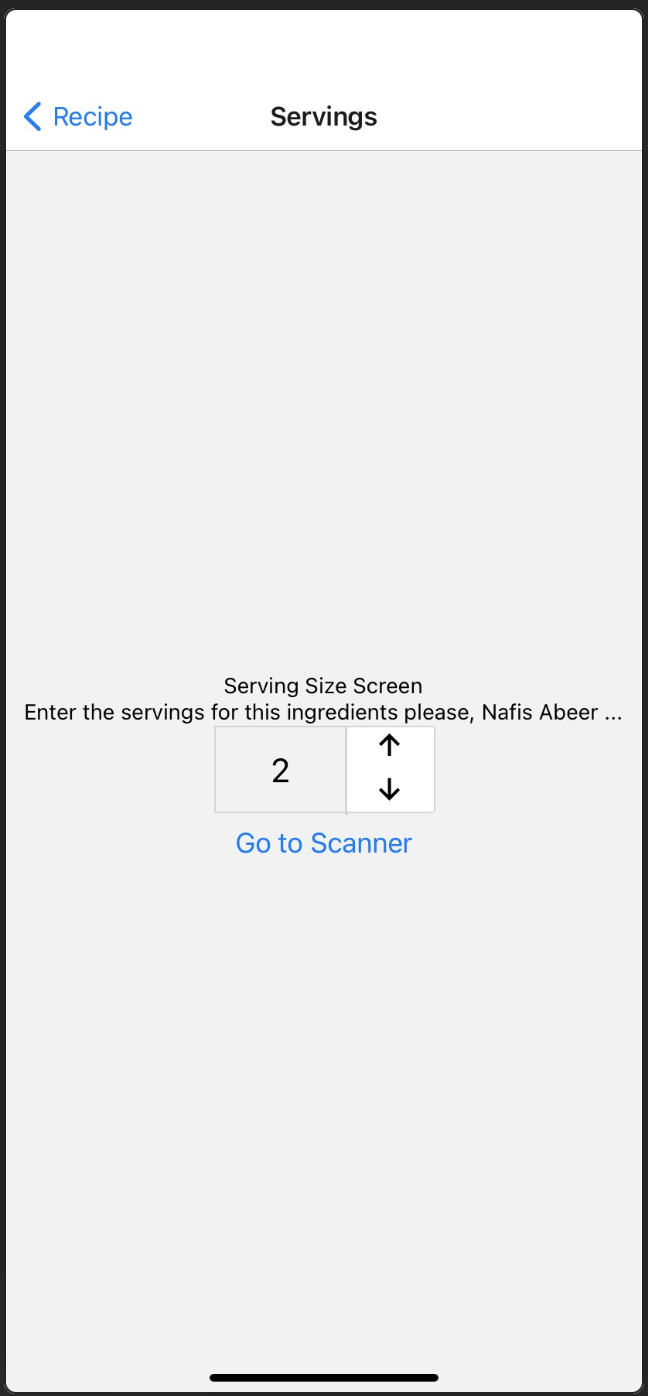 Recipe
Servings
Serving Size Screen
Enter the servings for this ingredients please, Nafis Abeer ...
2
Go to Scanner